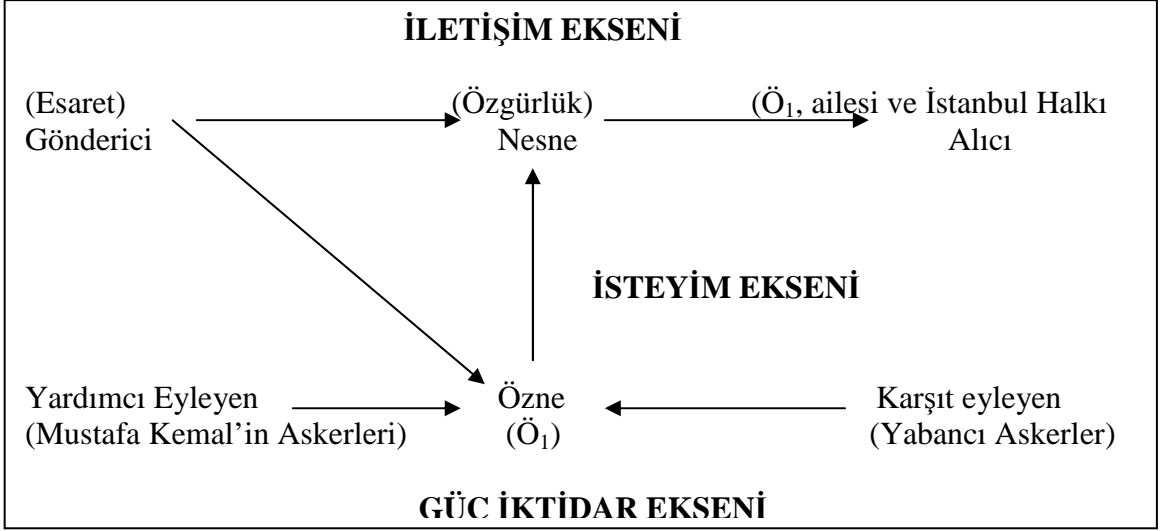 İLETİŞİM EKSENİ
(Esaret) (Özgürlük) (Ö₁, ailesi ve İstanbul Halkı
Gönderici Nesne Alıcı
İSTEYİM EKSENİ
Yardımcı Eyleyen Özne Karşıt eyleyen
(Mustafa Kemal’in Askerleri) (Ö₁) (Yabancı Askerler)
GÜÇ İKTİDAR EKSENİ